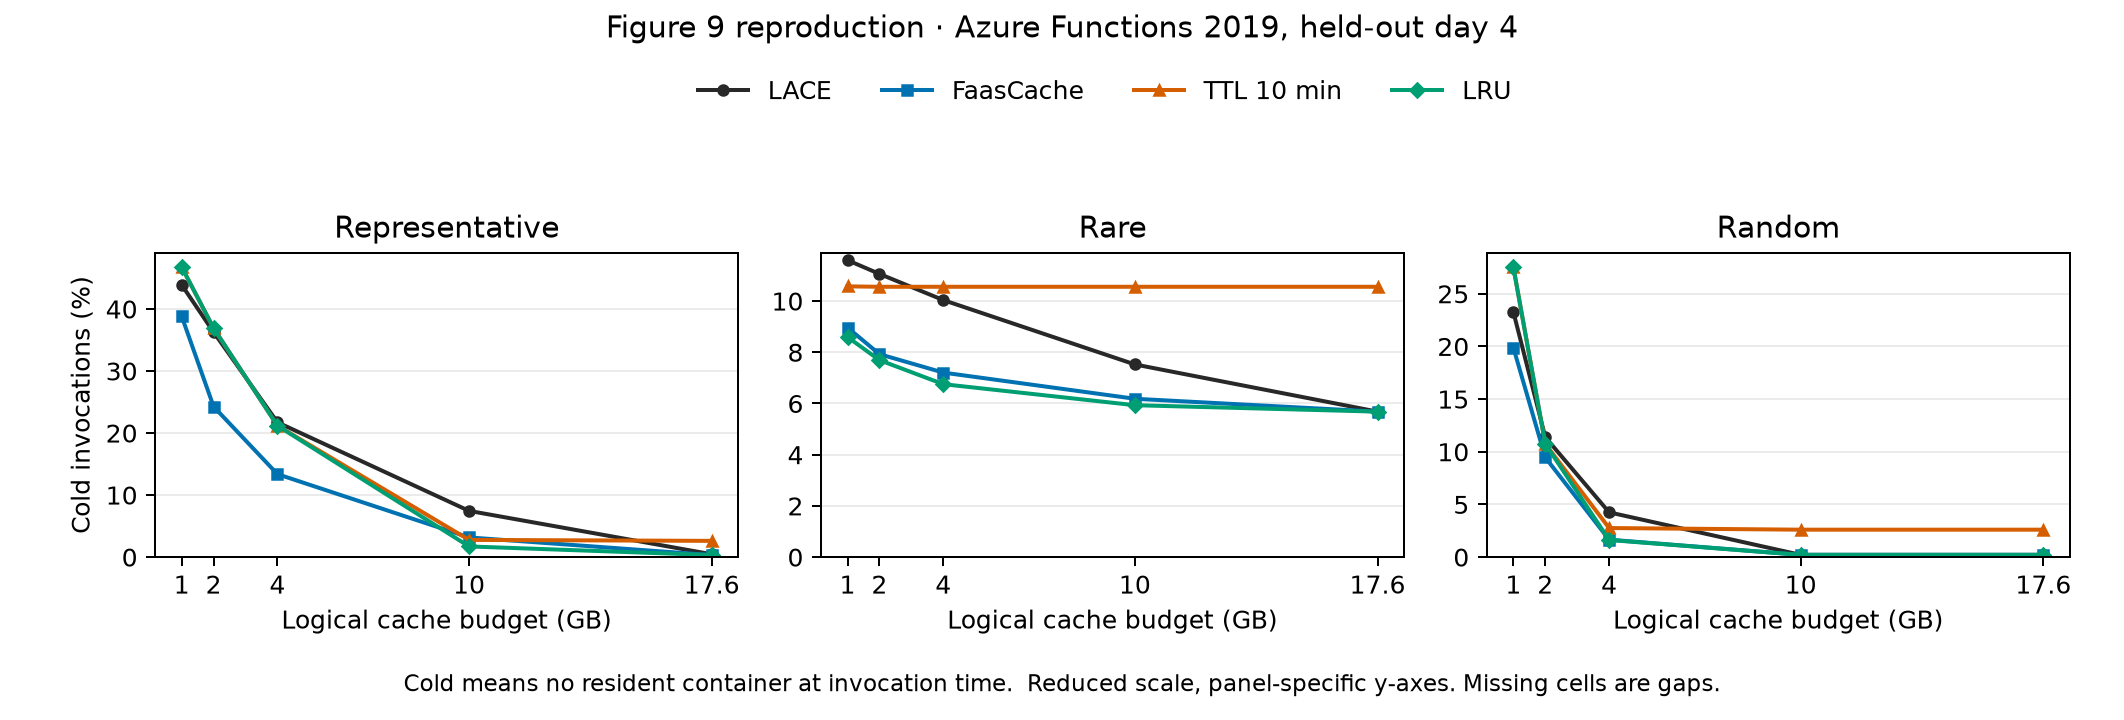 Figure 9 reproduction · Azure Functions 2019, held-out day 4
LACE FaasCache TTL 10 min LRU
Representative
Cold invocations (%)
40
30
20
10
0
1 2 4 10 17.6
Logical cache budget (GB)
Rare
10
8
6
4
2
0
1 2 4 10 17.6
Logical cache budget (GB)
Random
25
20
15
10
5
0
1 2 4 10 17.6
Logical cache budget (GB)
Cold means no resident container at invocation time.  Reduced scale, panel-specific y-axes. Missing cells are gaps.